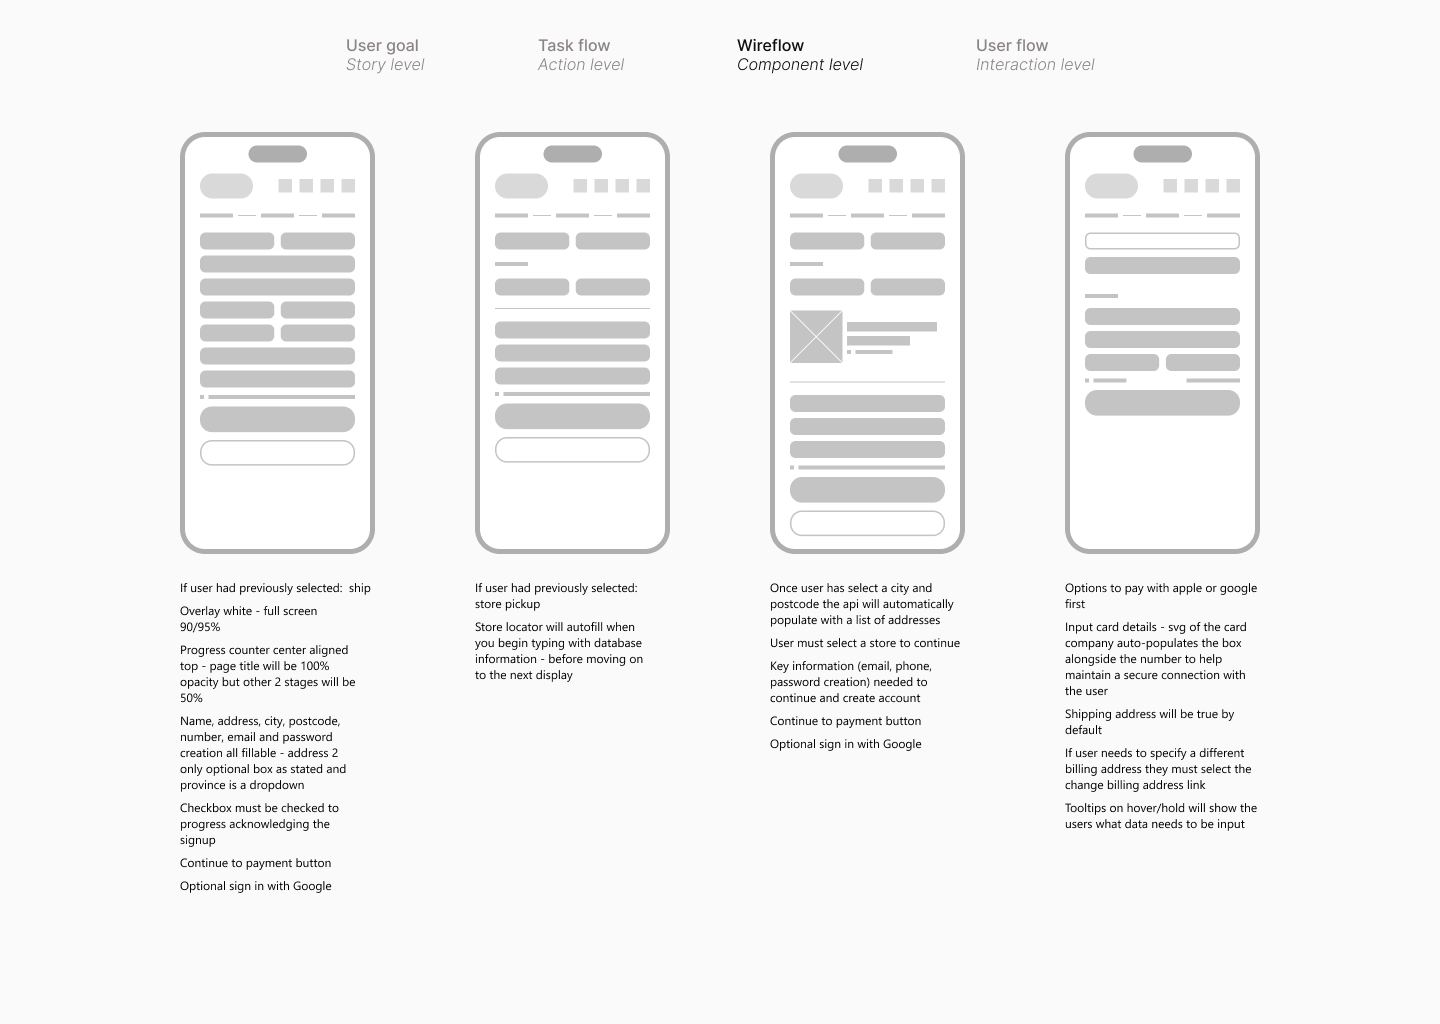 User goal
Story level
Task flow
Action level
Wireflow
Component level
User flow
Interaction level
If user had previously selected:  ship
Overlay white - full screen
90/95%
Progress counter center aligned
top - page title will be 100%
opacity but other 2 stages will be
50%
Name, address, city, postcode,
number, email and password
creation all fillable - address 2
only optional box as stated and
province is a dropdown
Checkbox must be checked to
progress acknowledging the
signup
Continue to payment button
Optional sign in with Google
If user had previously selected:
store pickup
Store locator will autofill when
you begin typing with database
information - before moving on
to the next display
Once user has select a city and
postcode the api will automatically
populate with a list of addresses
User must select a store to continue
Key information (email, phone,
password creation) needed to
continue and create account
Continue to payment button
Optional sign in with Google
Options to pay with apple or google
first
Input card details - svg of the card
company auto-populates the box
alongside the number to help
maintain a secure connection with
the user
Shipping address will be true by
default
If user needs to specify a different
billing address they must select the
change billing address link
Tooltips on hover/hold will show the
users what data needs to be input